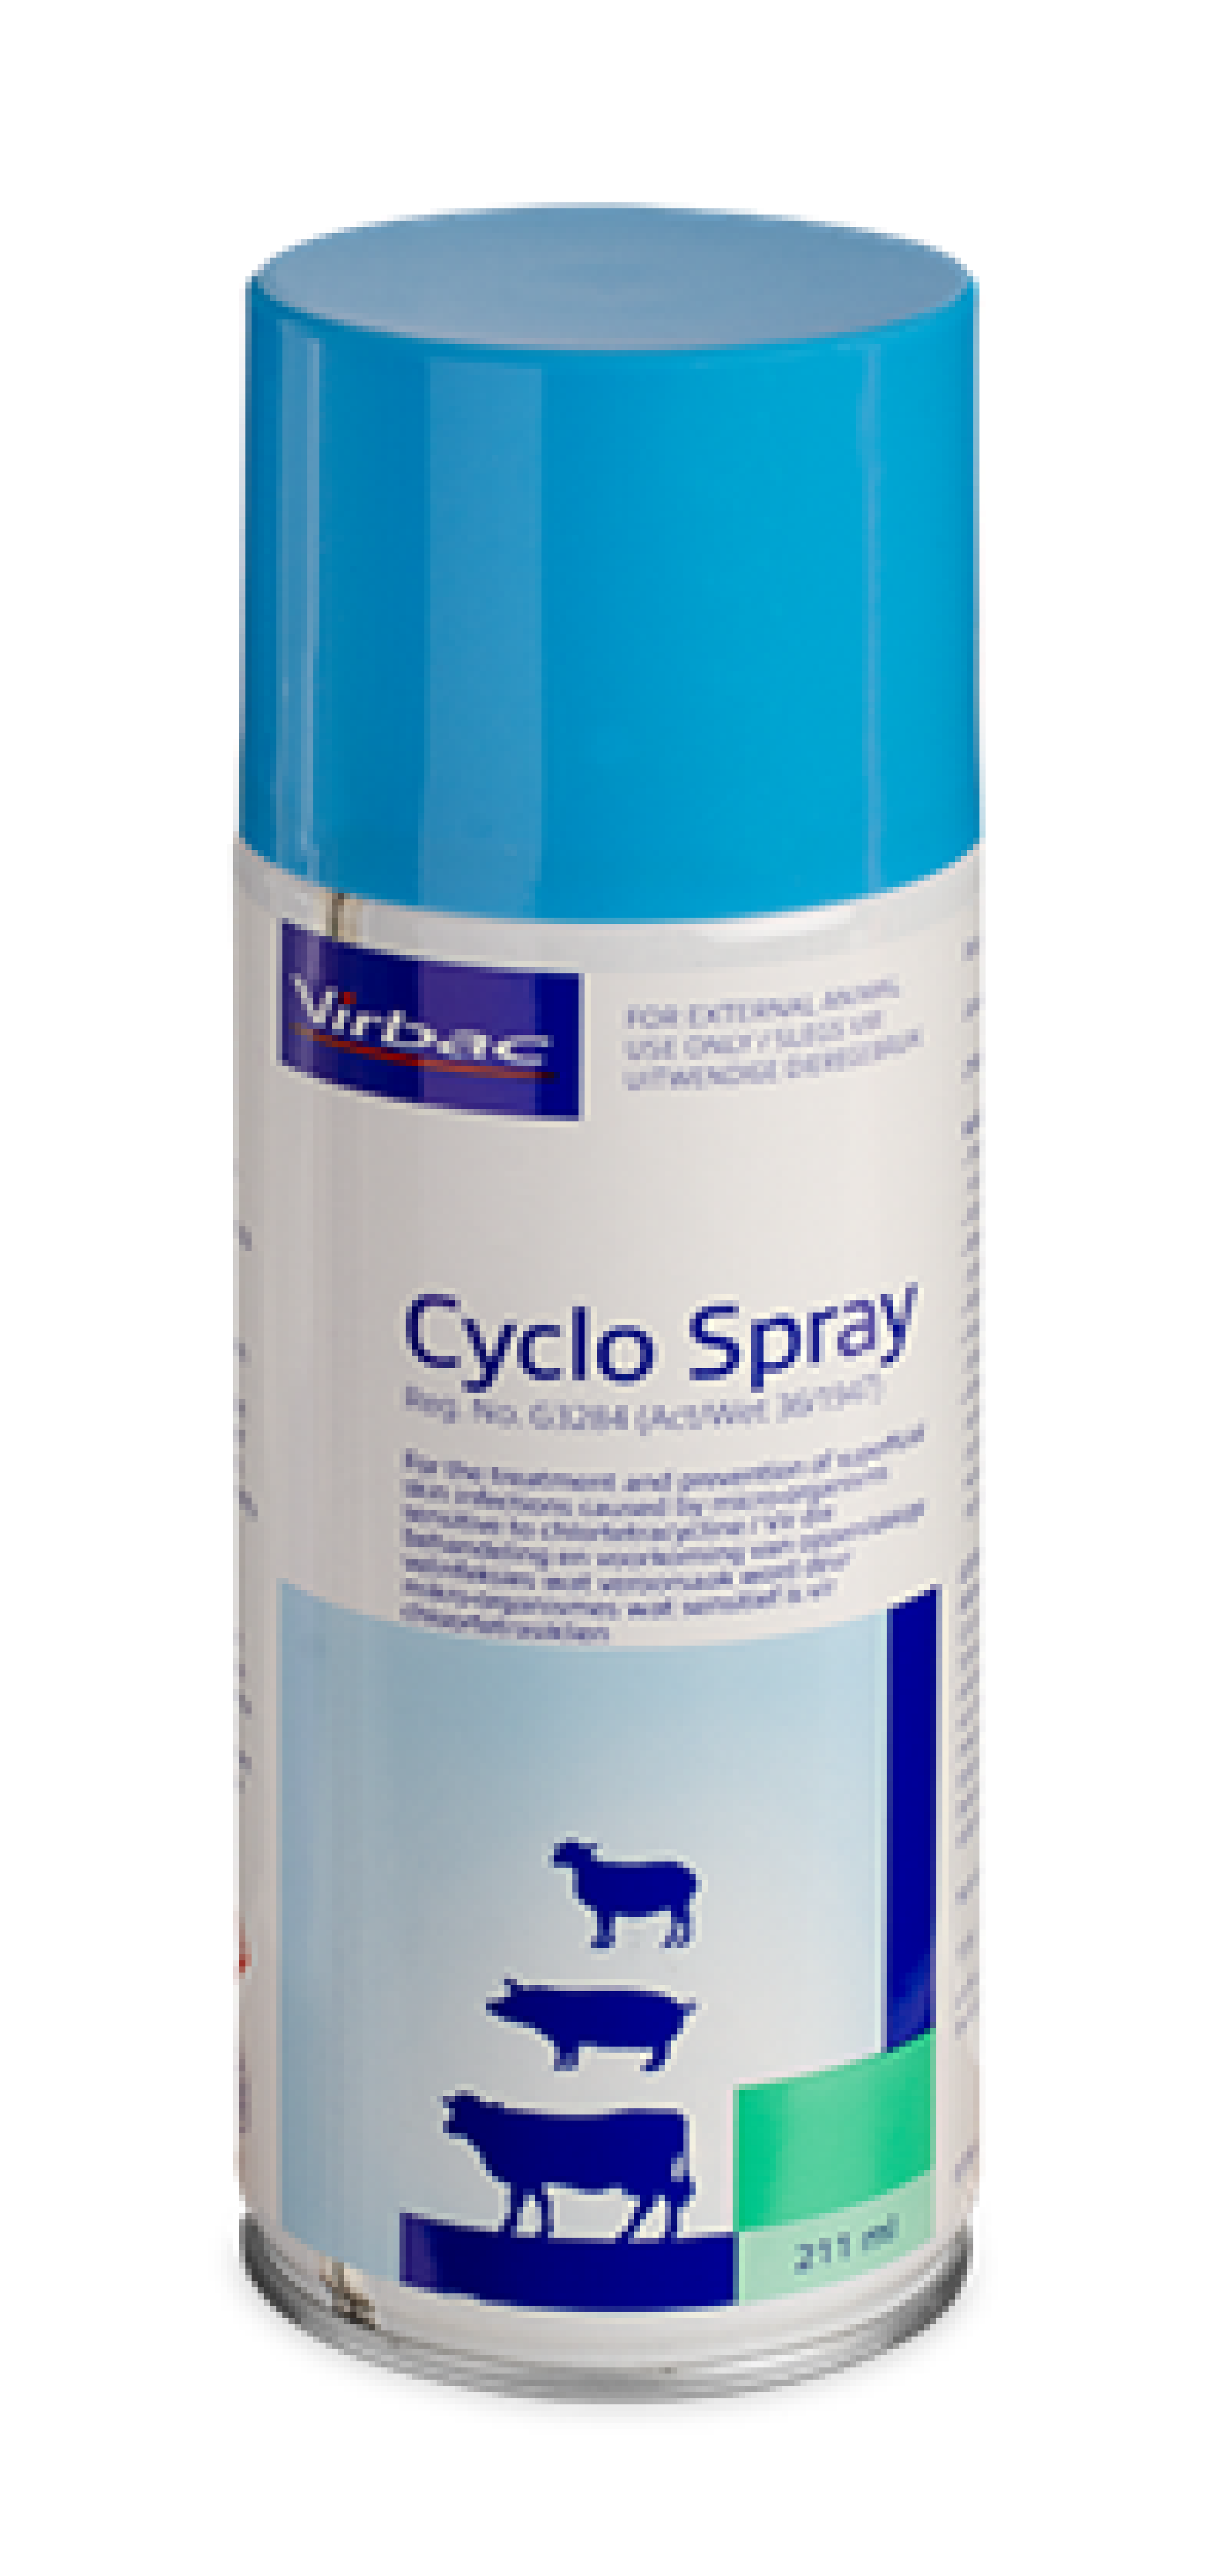 Virbac
FOR EXTERNAL ANIMAL
USE ONLY / SLEGS VIR
UITWENDIGE DIEREGEBRUIK
Cyclo Spray
Reg. No. G3284 (Act/Wet 36/1947)
For the treatment and prevention of superficial
skin infections caused by microorganisms
sensitive to chlortetracycline / Vir die
behandeling en voorkoming van oppervlakkige
velinfeksies wat veroorsaak word deur
mikroörganismes wat sensitief is vir
chloortetrasiklien
211 ml